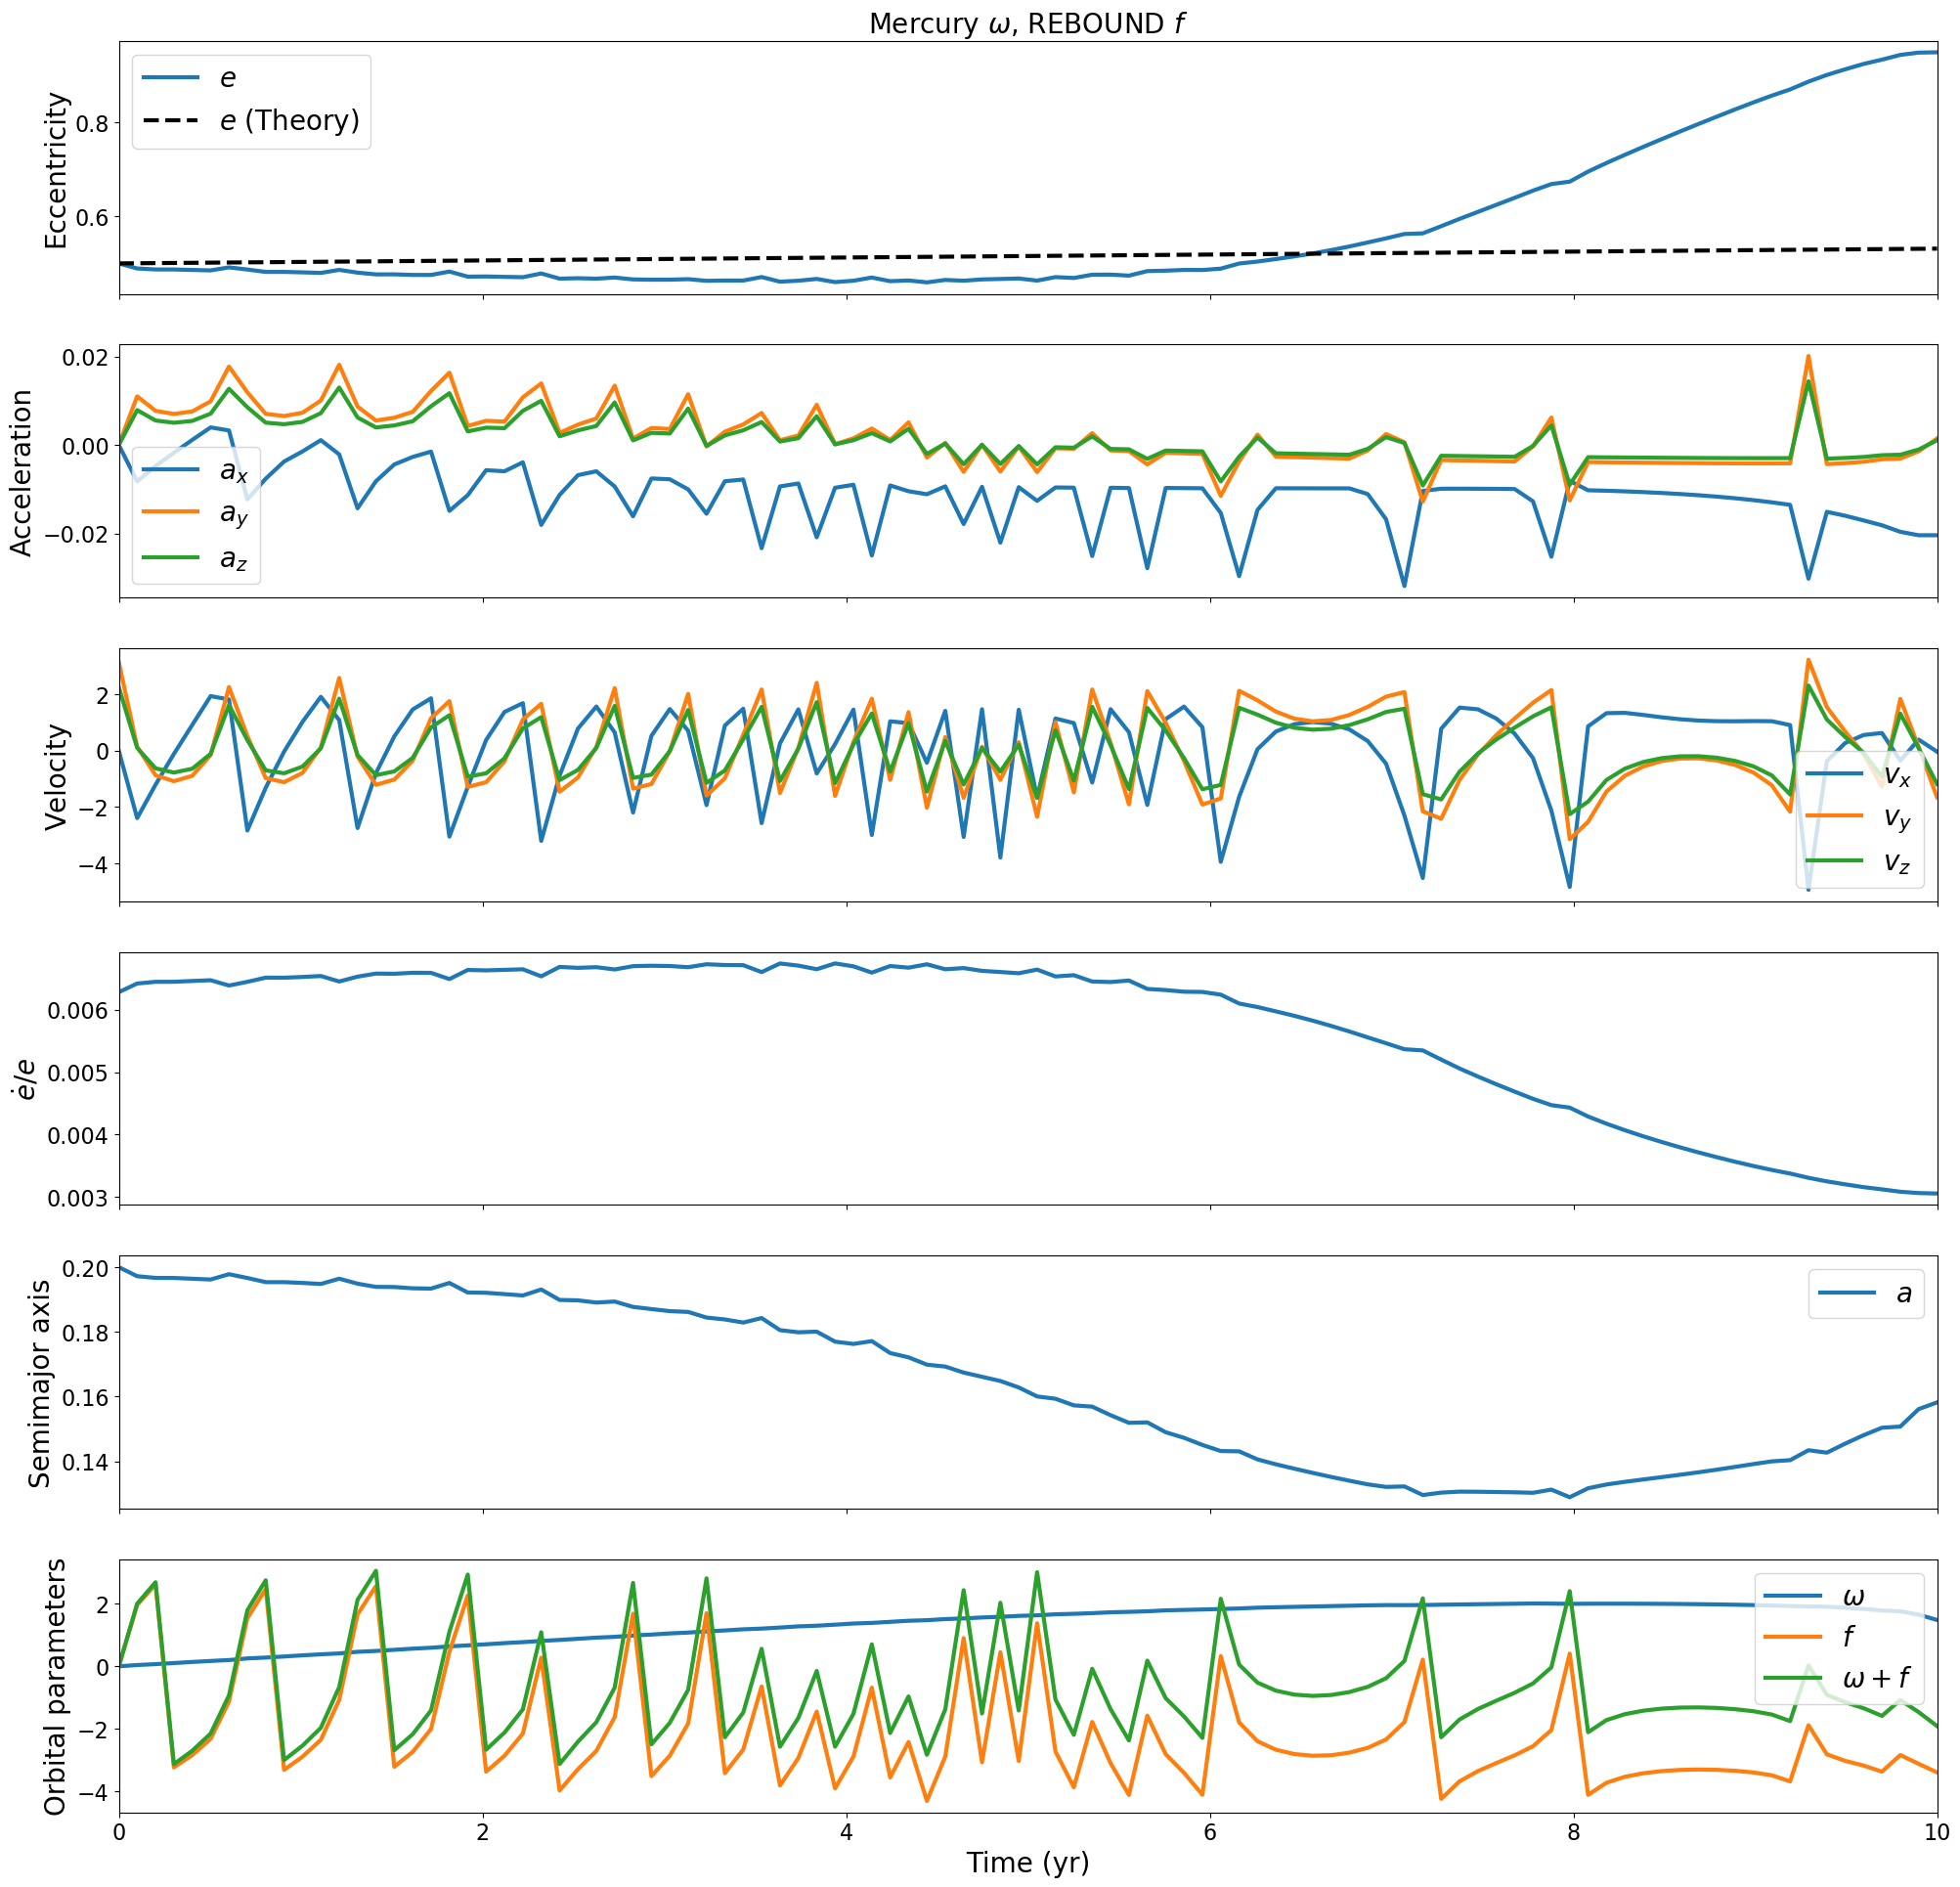 Mercury ω, REBOUND f
Eccentricity
0.8
0.6
e
e (Theory)
Acceleration
0.02
0.00
−0.02
a_x
a_y
a_z
Velocity
2
0
−2
−4
v_x
v_y
v_z
ė/e
0.006
0.005
0.004
0.003
Semimajor axis
0.20
0.18
0.16
0.14
a
Orbital parameters
2
0
−2
−4
ω
f
ω + f
0 2 4 6 8 10
Time (yr)